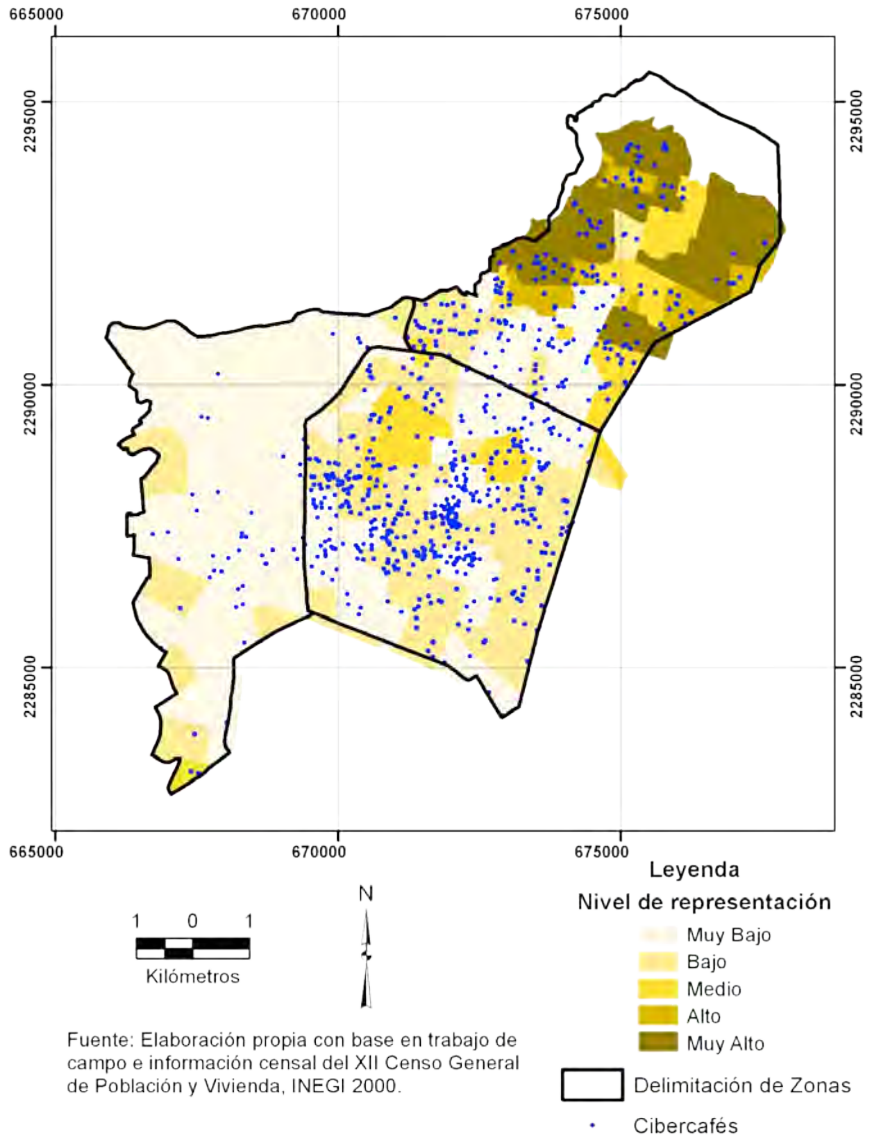 665000 670000 675000
2295000 2295000
2290000 2290000
2285000 2285000
665000 670000 675000
Leyenda
Nivel de representación
Muy Bajo
Bajo
Medio
Alto
Muy Alto
Delimitación de Zonas
Cibercafés
N
1 0 1
Kilómetros
Fuente: Elaboración propia con base en trabajo de
campo e información censal del XII Censo General
de Población y Vivienda, INEGI 2000.